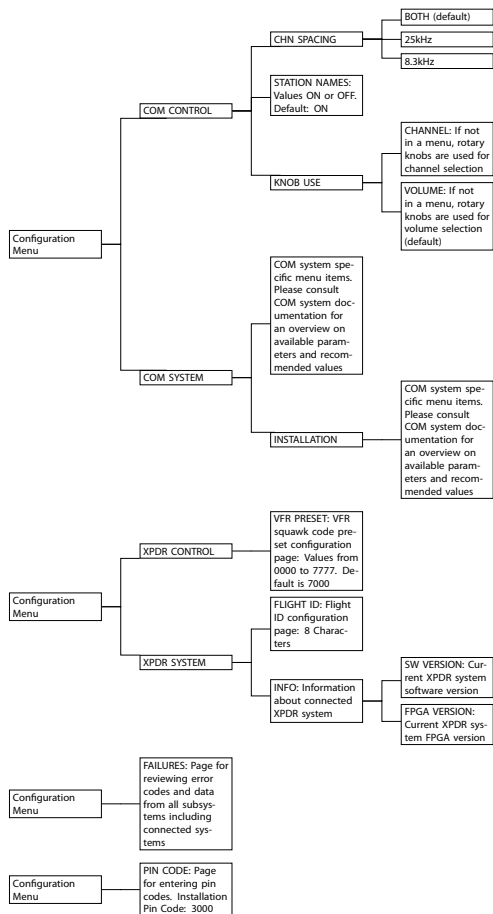 BOTH (default)
CHN SPACING
25kHz
8.3kHz
STATION NAMES:
Values ON or OFF.
Default: ON
COM CONTROL
CHANNEL: If not
in a menu, rotary
knobs are used for
channel selection
KNOB USE
VOLUME: If not
in a menu, rotary
knobs are used for
volume selection
(default)
Configuration
Menu
COM system spe-
cific menu items.
Please consult
COM system doc-
umentation for
an overview on
available param-
eters and recom-
mended values
COM SYSTEM
INSTALLATION
COM system spe-
cific menu items.
Please consult
COM system doc-
umentation for
an overview on
available param-
eters and recom-
mended values
VFR PRESET: VFR
squawk code pre-
set configuration
page: Values from
0000 to 7777. De-
fault is 7000
XPDR CONTROL
Configuration
Menu
FLIGHT ID: Flight
ID configuration
page: 8 Charac-
ters
XPDR SYSTEM
INFO: Information
about connected
XPDR system
SW VERSION: Cur-
rent XPDR system
software version
FPGA VERSION:
Current XPDR sys-
tem FPGA version
Configuration
Menu
FAILURES: Page for
reviewing error
codes and data
from all subsys-
tems including
connected sys-
tems
Configuration
Menu
PIN CODE: Page
for entering pin
codes. Installation
Pin Code: 3000